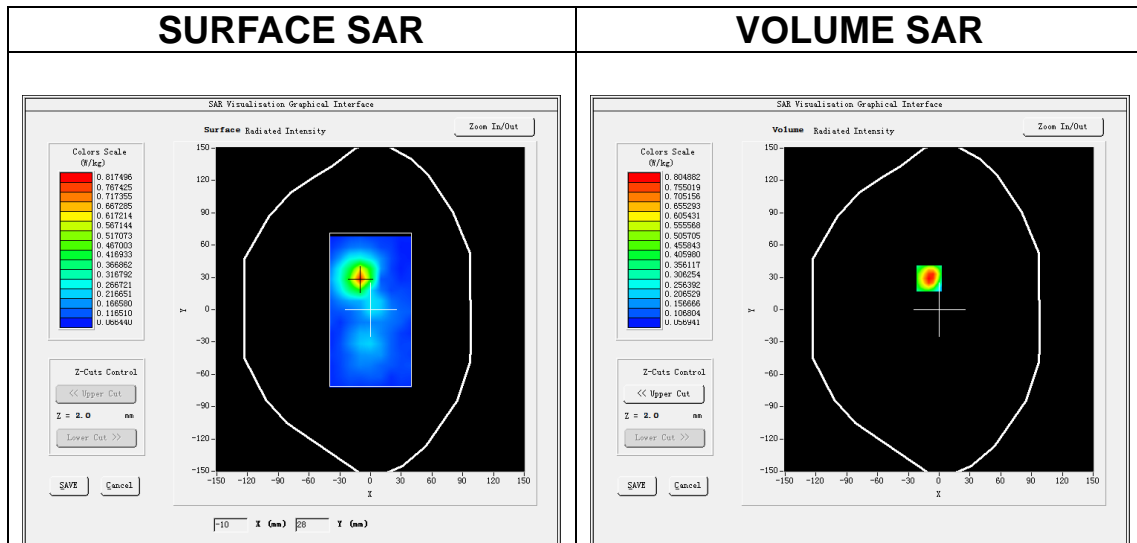 SURFACE SAR
VOLUME SAR
SAR Visualisation Graphical Interface
Surface Radiated Intensity
Zoom In/Out
Colors Scale
(W/kg)
0.817496
0.767425
0.717355
0.667285
0.617214
0.567144
0.517073
0.467003
0.416933
0.366862
0.316792
0.266721
0.216651
0.166580
0.116510
0.066440
150
120
90
60
30
0
-30
-60
-90
-120
-150
Y
-150 -120 -90 -60 -30 0 30 60 90 120 150
X
Z-Cuts Control
<< Upper Cut
Z = 2.0 mm
Lower Cut >>
SAVE Cancel
-10 X (mm) 28 Y (mm)
SAR Visualisation Graphical Interface
Volume Radiated Intensity
Zoom In/Out
Colors Scale
(W/kg)
0.804882
0.755019
0.705156
0.655293
0.605431
0.555568
0.505705
0.455843
0.405980
0.356117
0.306254
0.256392
0.206529
0.156666
0.106804
0.056941
150
120
90
60
30
0
-30
-60
-90
-120
-150
Y
-150 -120 -90 -60 -30 0 30 60 90 120 150
X
Z-Cuts Control
<< Upper Cut
Z = 2.0 mm
Lower Cut >>
SAVE Cancel